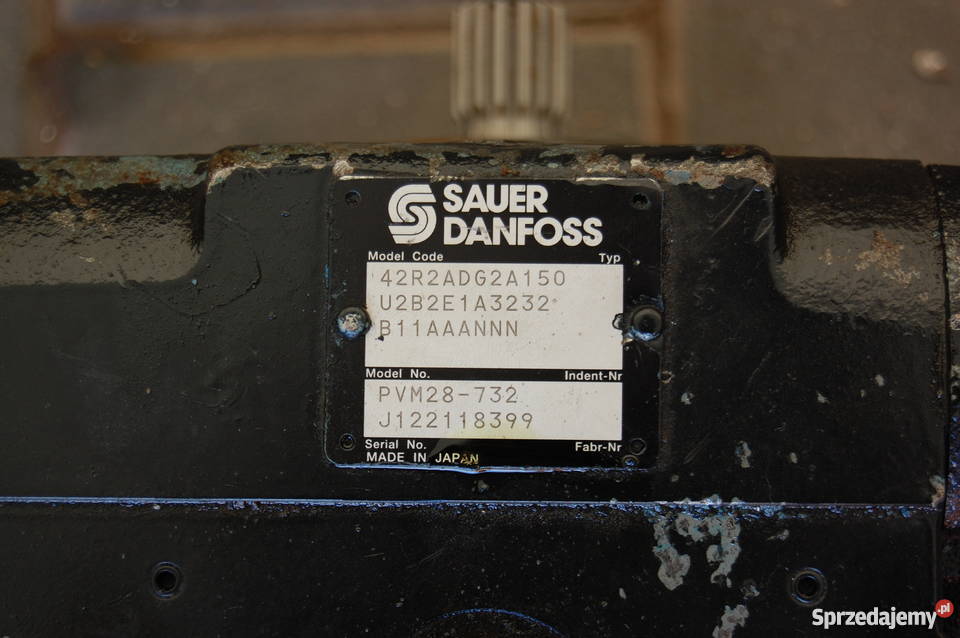 SAUER
DANFOSS
Model Code Typ
42R2ADG2A150
U2B2E1A3232
B11AAANNN
Model No. Indent-Nr
PVM28-732
J122118399
Serial No. Fabr-Nr
MADE IN JAPAN
Sprzedajemy.pl